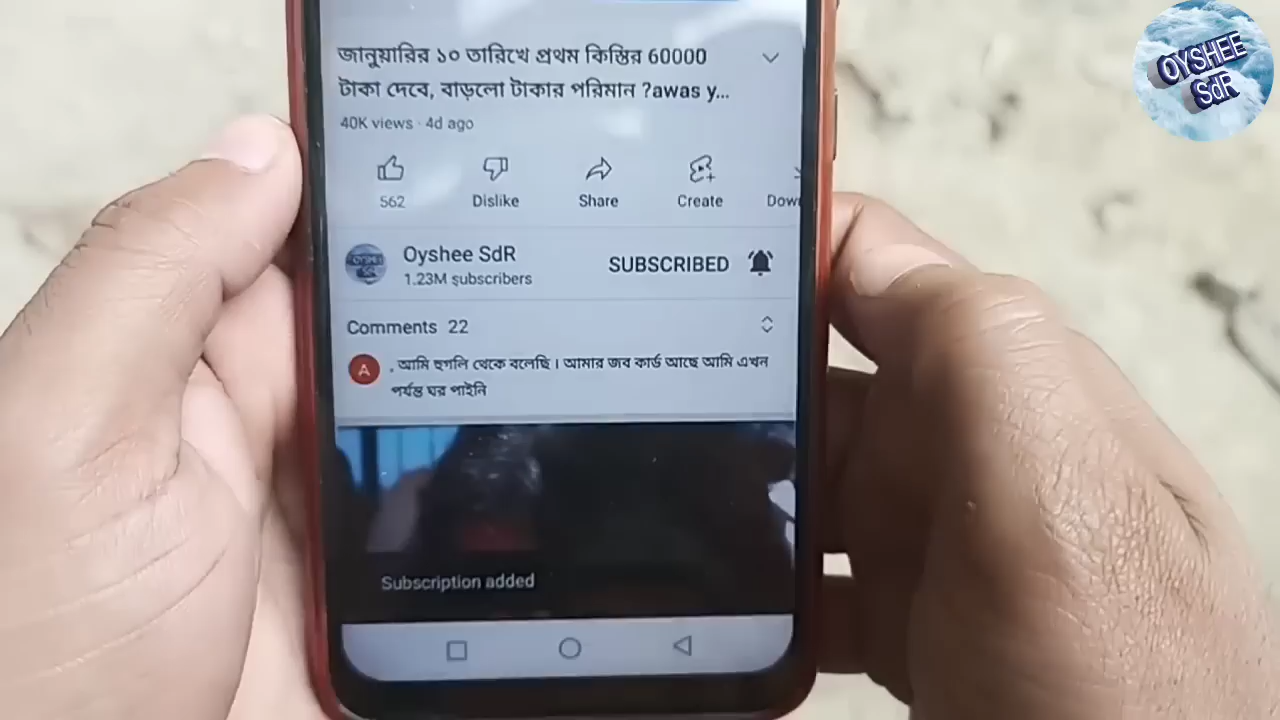 OYSHEE
SdR
জানুয়ারির ১০ তারিখে প্রথম কিস্তির 60000
টাকা দেবে, বাড়লো টাকার পরিমান ?awas y...
40K views · 4d ago
562 Dislike Share Create Down
Oyshee SdR
1.23M subscribers
SUBSCRIBED
Comments 22
A
. আমি হুগলি থেকে বলেছি । আমার জব কার্ড আছে আমি এখন
পর্যন্ত ঘর পাইনি
Subscription added